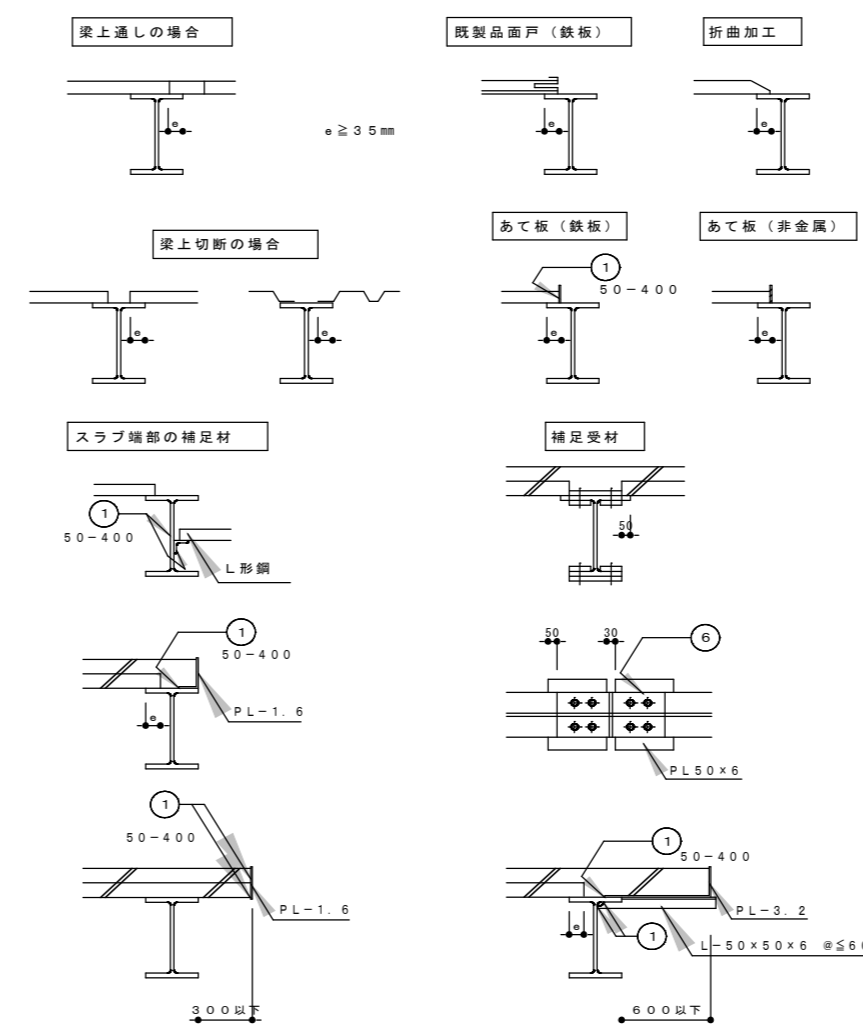 梁上通しの場合
既製品面戸（鉄板）
折曲加工
e
e≧35mm
e
e
梁上切断の場合
あて板（鉄板）
あて板（非金属）
1
50-400
e
e
e
e
スラブ端部の補足材
補足受材
1
50-400
L形鋼
50
1
50-400
PL-1.6
e
50
30
6
PL50×6
1
50-400
PL-1.6
300以下
1
50-400
PL-3.2
e
1
L-50×50×6 @≦60
600以下